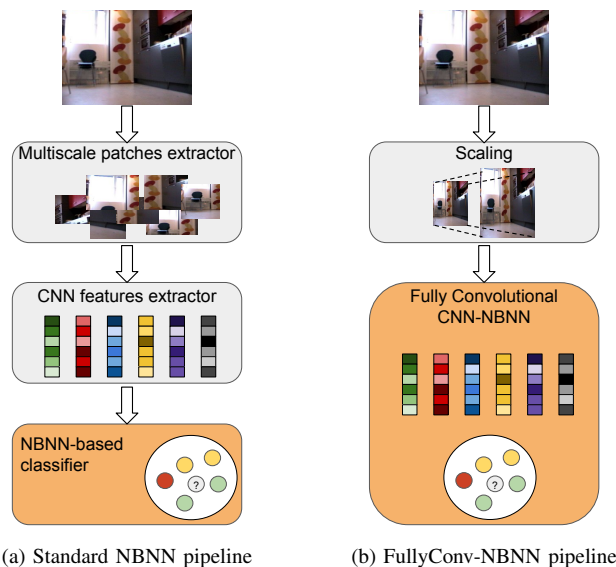 Multiscale patches extractor
CNN features extractor
NBNN-based
classifier
?
(a) Standard NBNN pipeline
Scaling
Fully Convolutional
CNN-NBNN
?
(b) FullyConv-NBNN pipeline